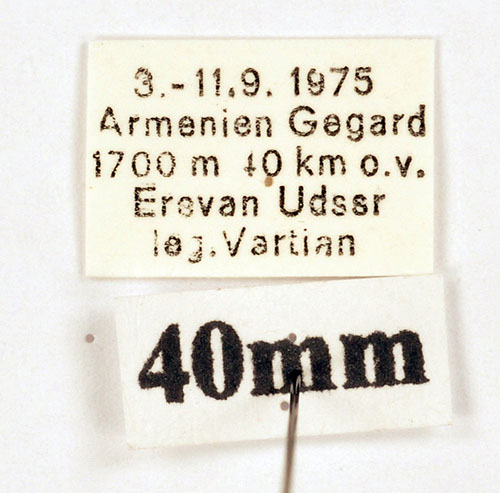 3.-11.9. 1975
Armenien Gegard
1700 m 40 km o.v.
Erevan Udssr
leg. Vartian
40mm